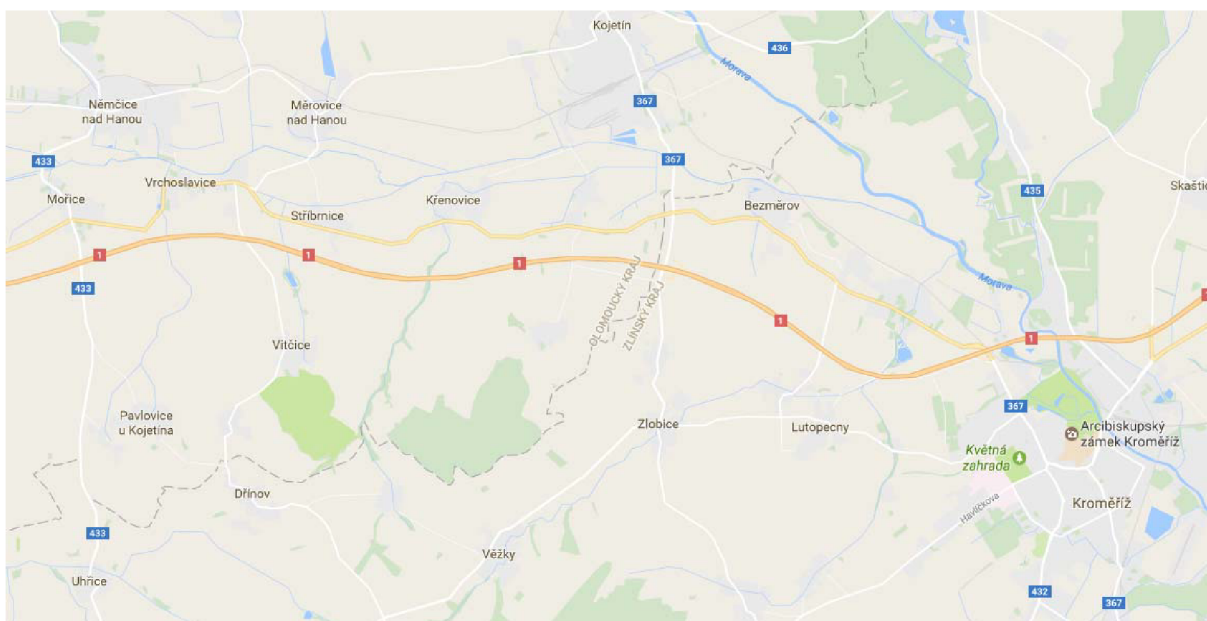 Kojetín
436
Morava
Němčice
nad Hanou
Měrovice
nad Hanou
367
433
367
Vrchoslavice
Mořice
Stříbrnice
Křenovice
Bezměrov
435
Skaštic
1
1
1
433
OLOMOUCKÝ KRAJ
ZLÍNSKÝ KRAJ
Morava
1
1
1
Vitčice
Pavlovice
u Kojetína
Zlobice
Lutopecny
367
Arcibiskupský
zámek Kroměříž
Květná
zahrada
Dřínov
Havlíčkova
Kroměříž
433
Věžky
Uhřice
432
367